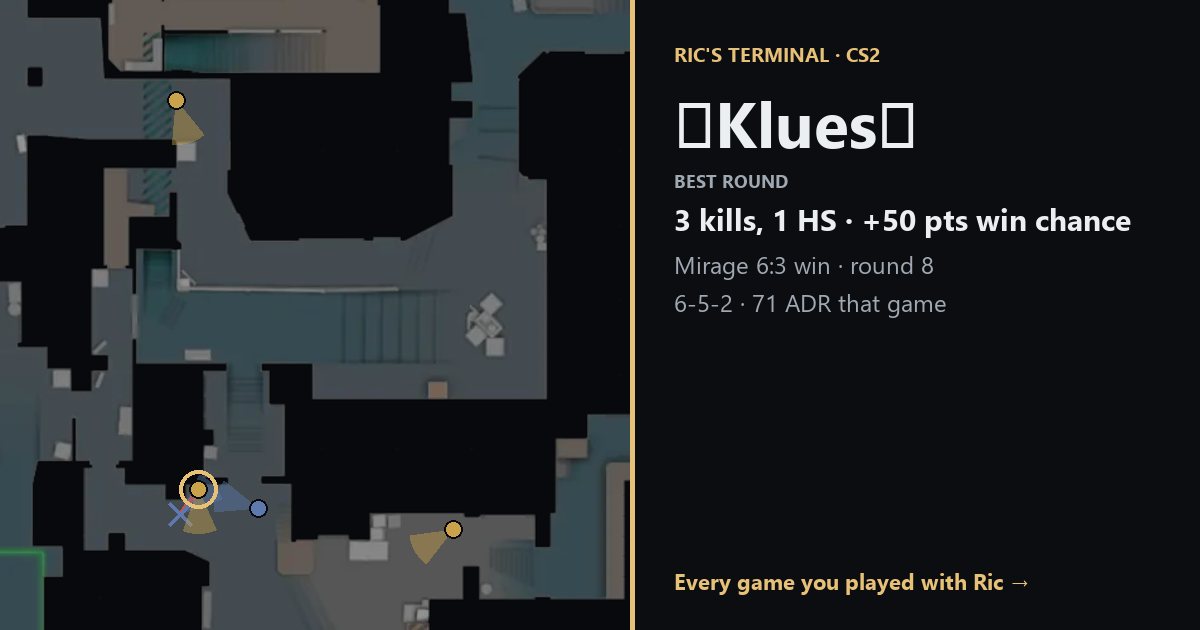 RIC'S TERMINAL · CS2
Klues
BEST ROUND
3 kills, 1 HS · +50 pts win chance
Mirage 6:3 win · round 8
6-5-2 · 71 ADR that game
Every game you played with Ric →